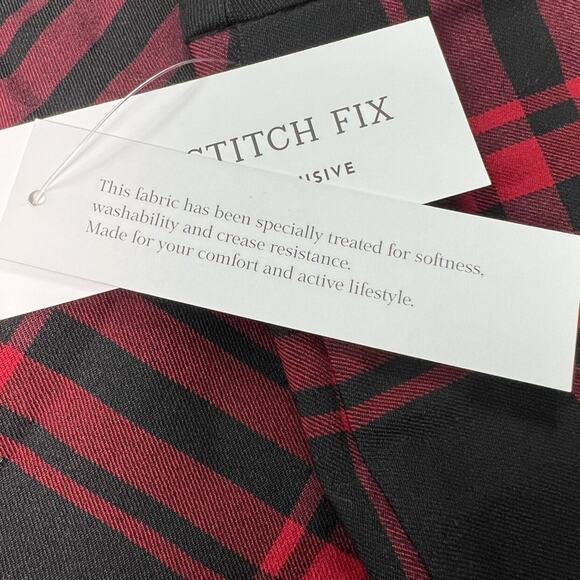 STITCH FIX
This fabric has been specially treated for softness,
washability and crease resistance.
Made for your comfort and active lifestyle.